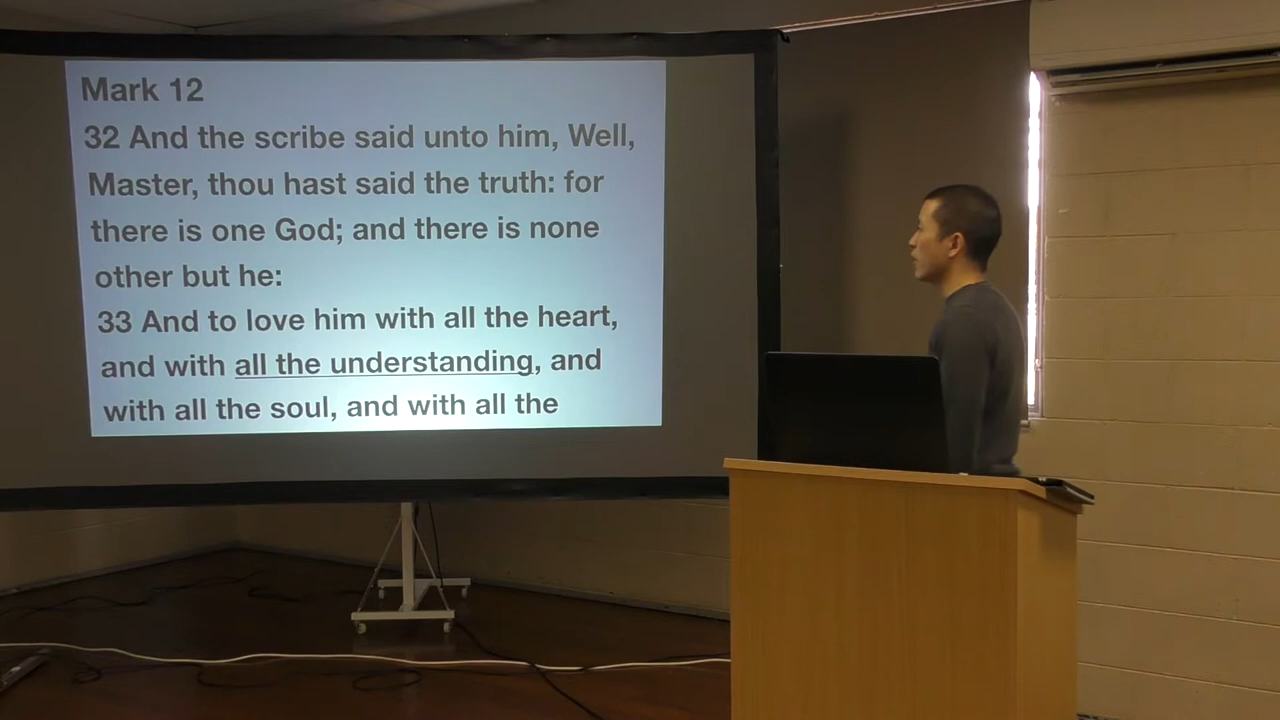 Mark 12
32 And the scribe said unto him, Well,
Master, thou hast said the truth: for
there is one God; and there is none
other but he:
33 And to love him with all the heart,
and with all the understanding, and
with all the soul, and with all the